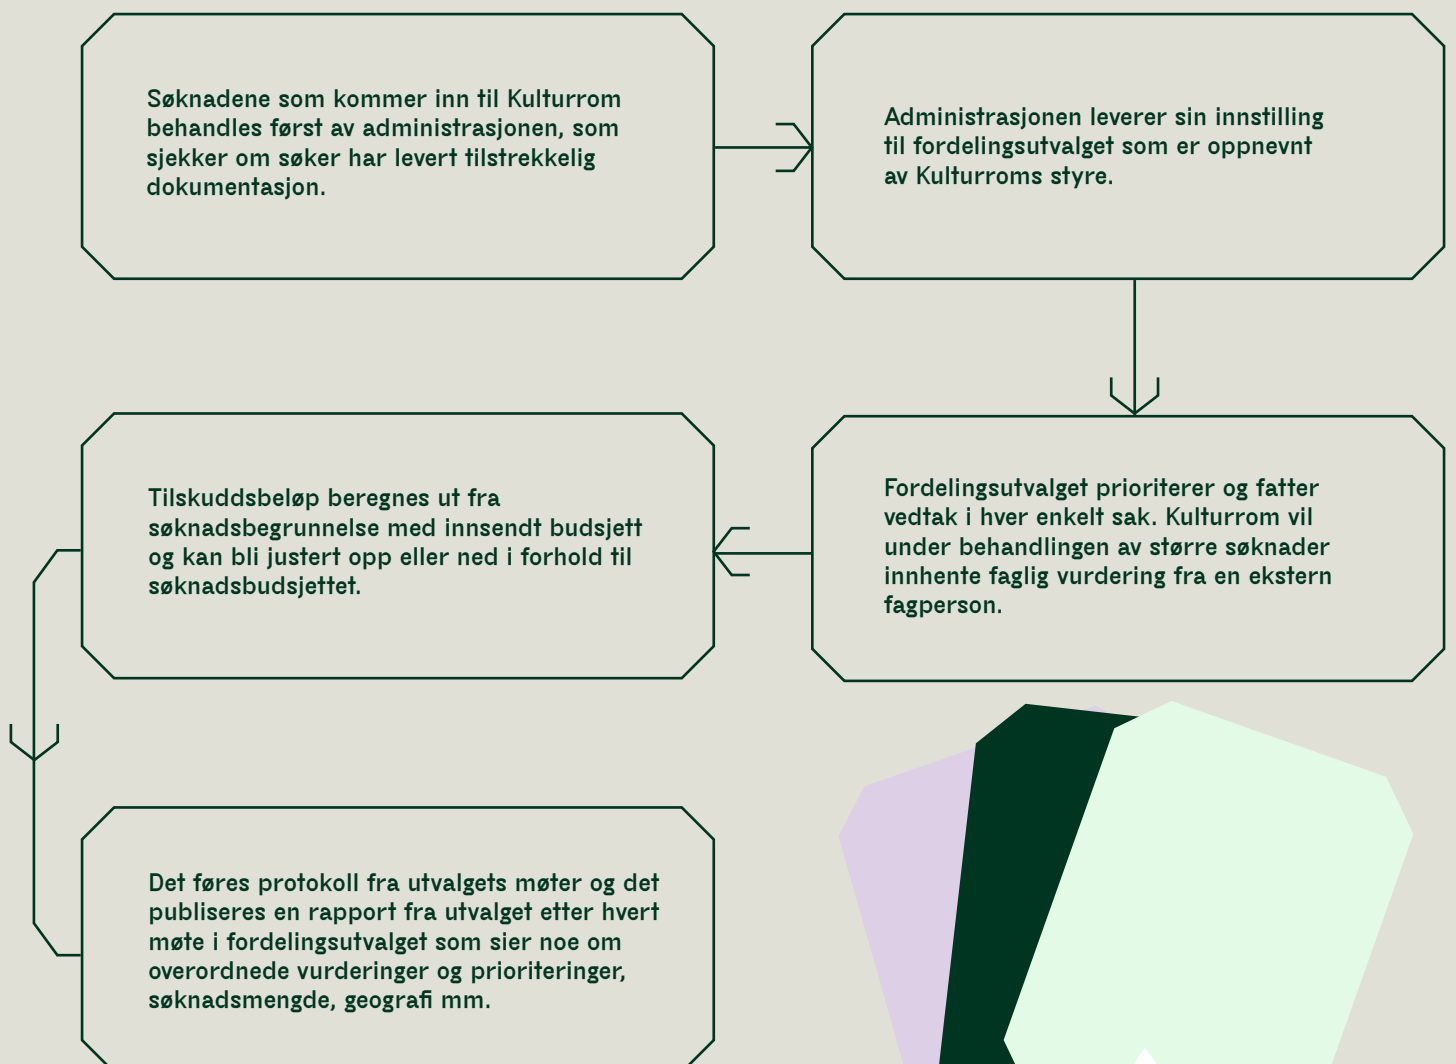 Søknadene som kommer inn til Kulturrom
behandles først av administrasjonen, som
sjekker om søker har levert tilstrekkelig
dokumentasjon.
Administrasjonen leverer sin innstilling
til fordelingsutvalget som er oppnevnt
av Kulturroms styre.
Fordelingsutvalget prioriterer og fatter
vedtak i hver enkelt sak. Kulturrom vil
under behandlingen av større søknader
innhente faglig vurdering fra en ekstern
fagperson.
Tilskuddsbeløp beregnes ut fra
søknadsbegrunnelse med innsendt budsjett
og kan bli justert opp eller ned i forhold til
søknadsbudsjettet.
Det føres protokoll fra utvalgets møter og det
publiseres en rapport fra utvalget etter hvert
møte i fordelingsutvalget som sier noe om
overordnede vurderinger og prioriteringer,
søknadsmengde, geografi mm.